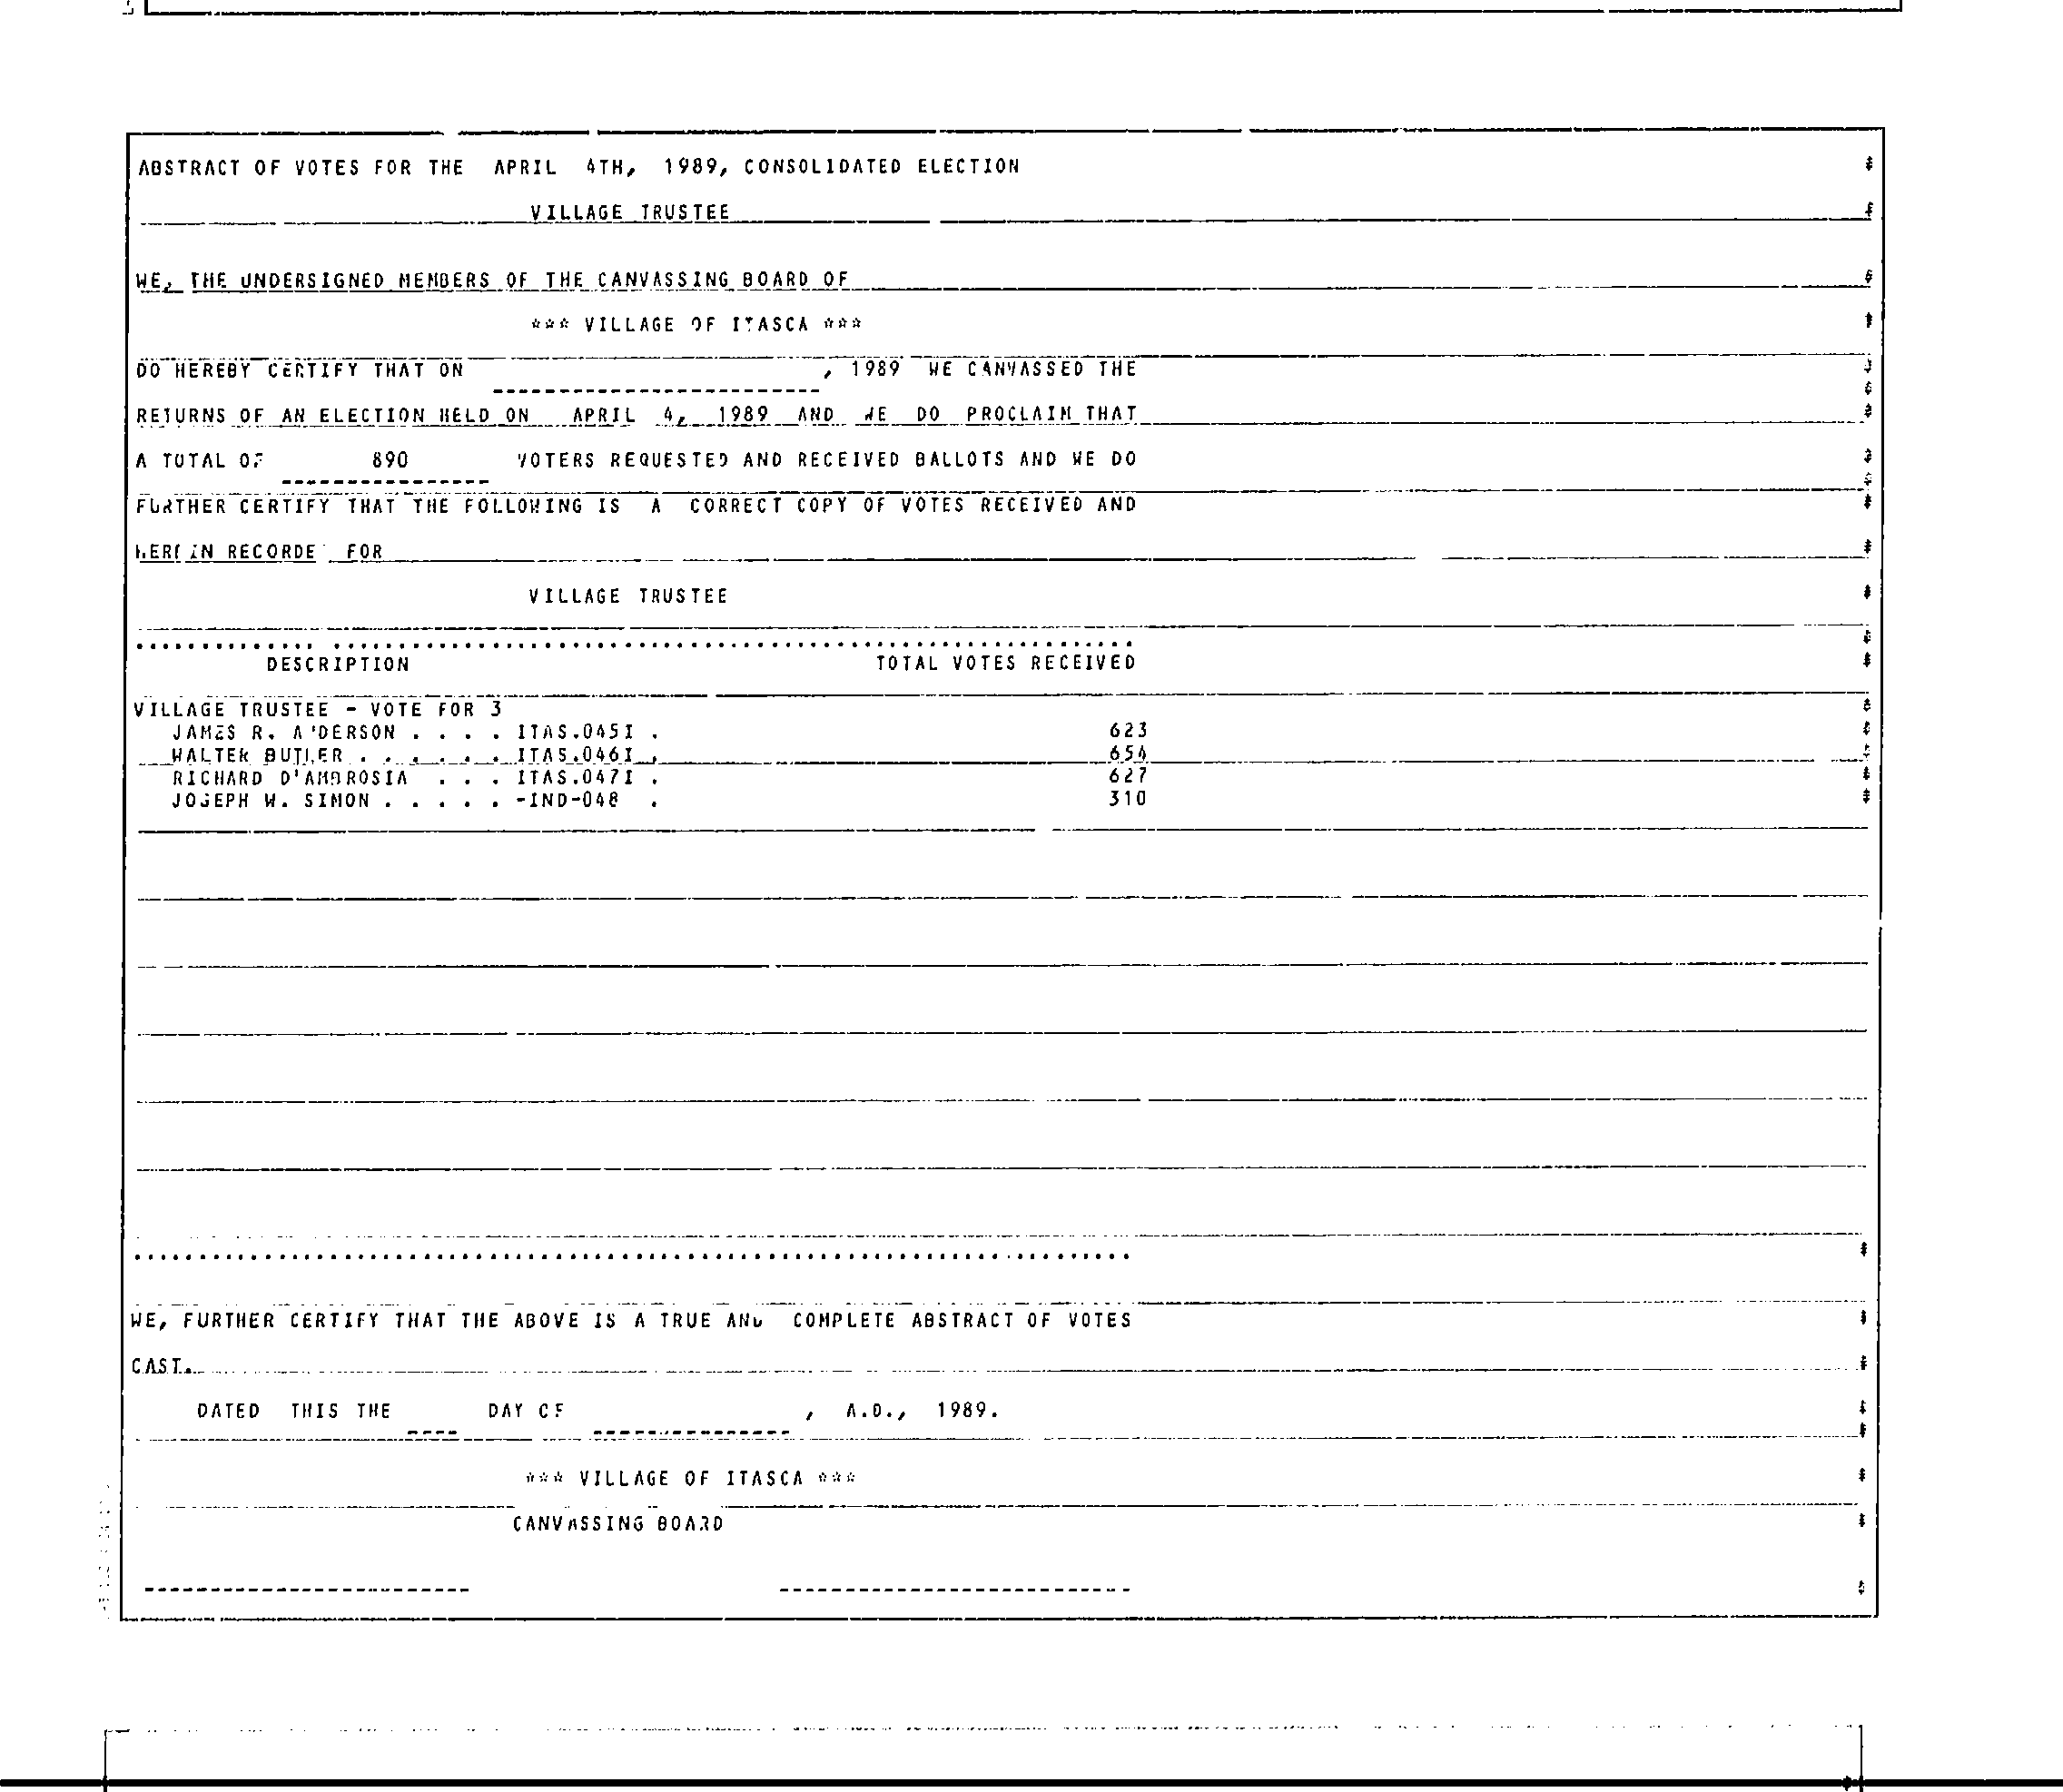 ABSTRACT OF VOTES FOR THE APRIL 4TH, 1989, CONSOLIDATED ELECTION
VILLAGE TRUSTEE
WE, THE UNDERSIGNED MEMBERS OF THE CANVASSING BOARD OF
*** VILLAGE OF ITASCA ***
DO HEREBY CERTIFY THAT ON , 1989 WE CANVASSED THE
RETURNS OF AN ELECTION HELD ON APRIL 4, 1989 AND WE DO PROCLAIM THAT
A TOTAL OF 890 VOTERS REQUESTED AND RECEIVED BALLOTS AND WE DO
FURTHER CERTIFY THAT THE FOLLOWING IS A CORRECT COPY OF VOTES RECEIVED AND
HEREIN RECORDED FOR
VILLAGE TRUSTEE
DESCRIPTION TOTAL VOTES RECEIVED
VILLAGE TRUSTEE - VOTE FOR 3
JAMES R. ANDERSON . . . . ITAS.045I . 623
WALTER BUTLER . . . . . . ITAS.046I . 654
RICHARD D'AMBROSIA . . . ITAS.047I . 627
JOSEPH W. SIMON . . . . . -IND-048 . 310
WE, FURTHER CERTIFY THAT THE ABOVE IS A TRUE AND COMPLETE ABSTRACT OF VOTES
CAST.
DATED THIS THE DAY OF , A.D., 1989.
*** VILLAGE OF ITASCA ***
CANVASSING BOARD